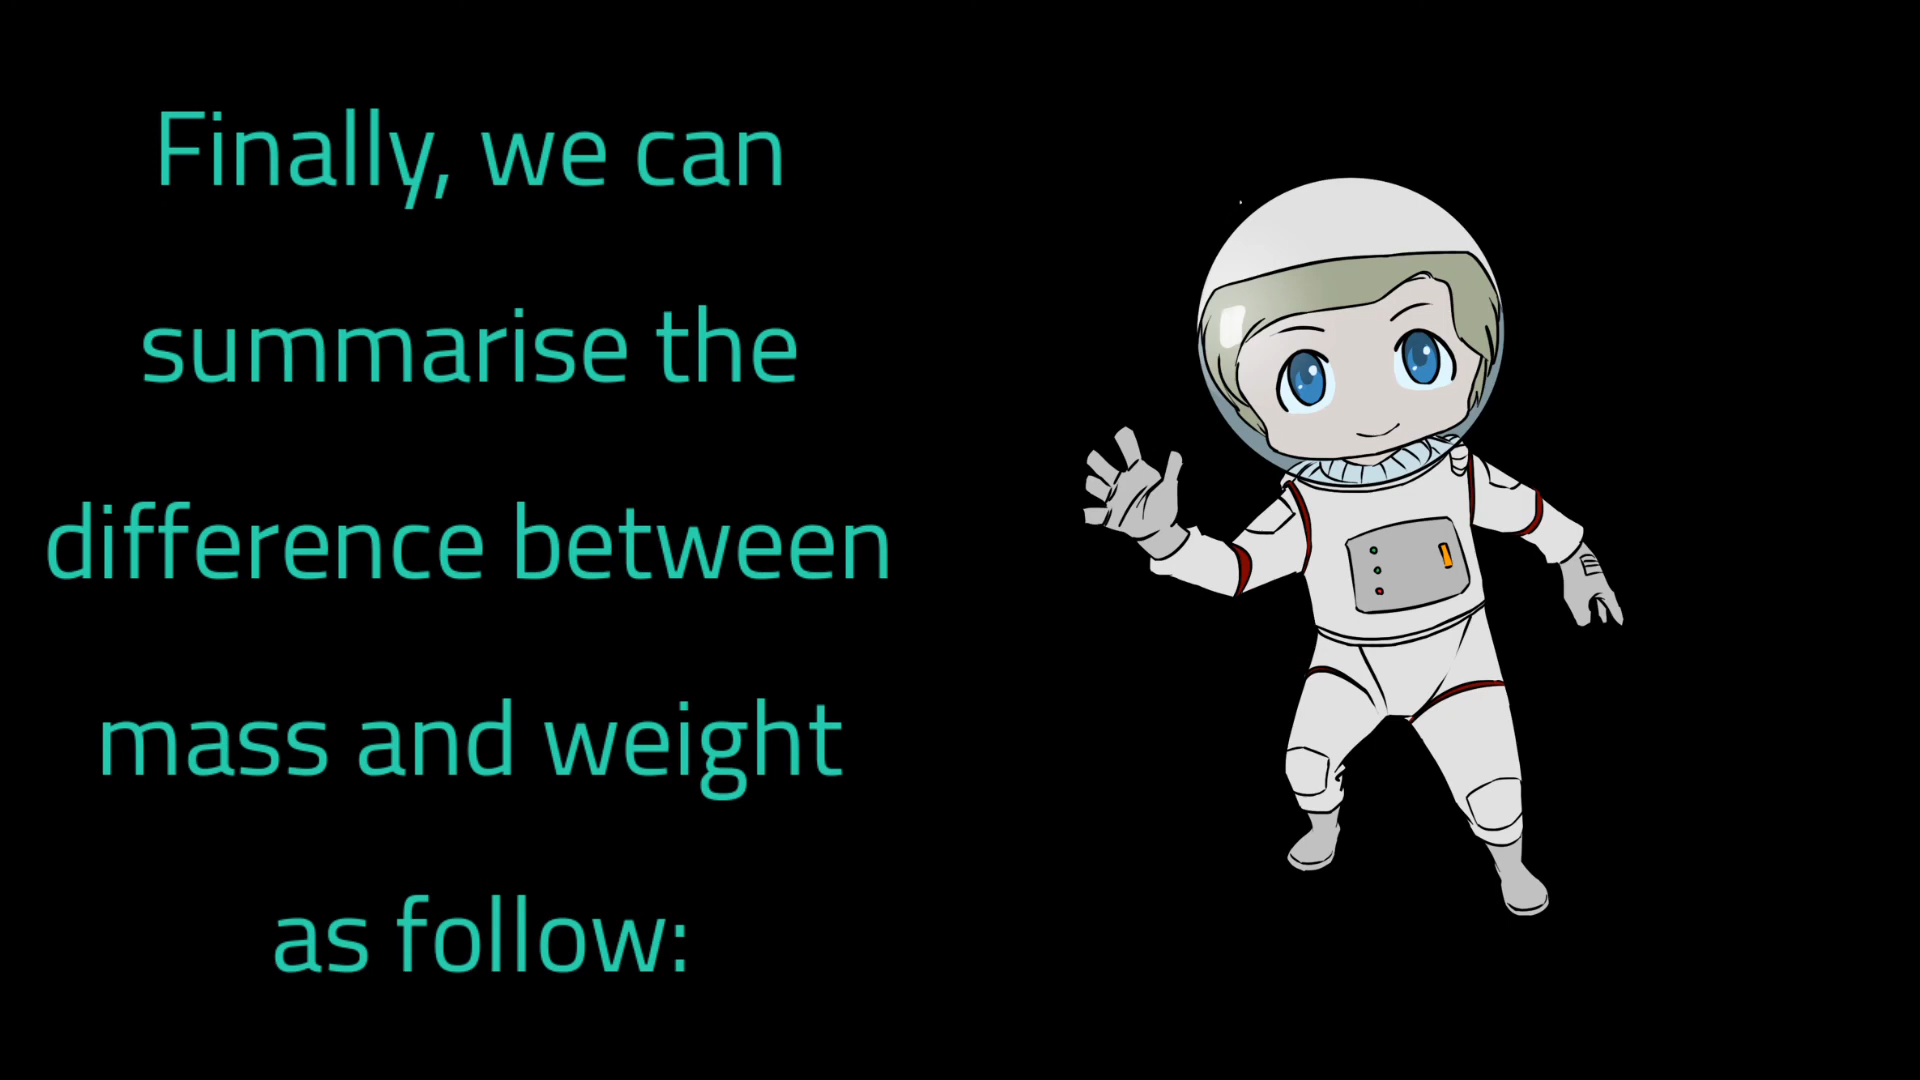 Finally, we can
summarise the
difference between
mass and weight
as follow: